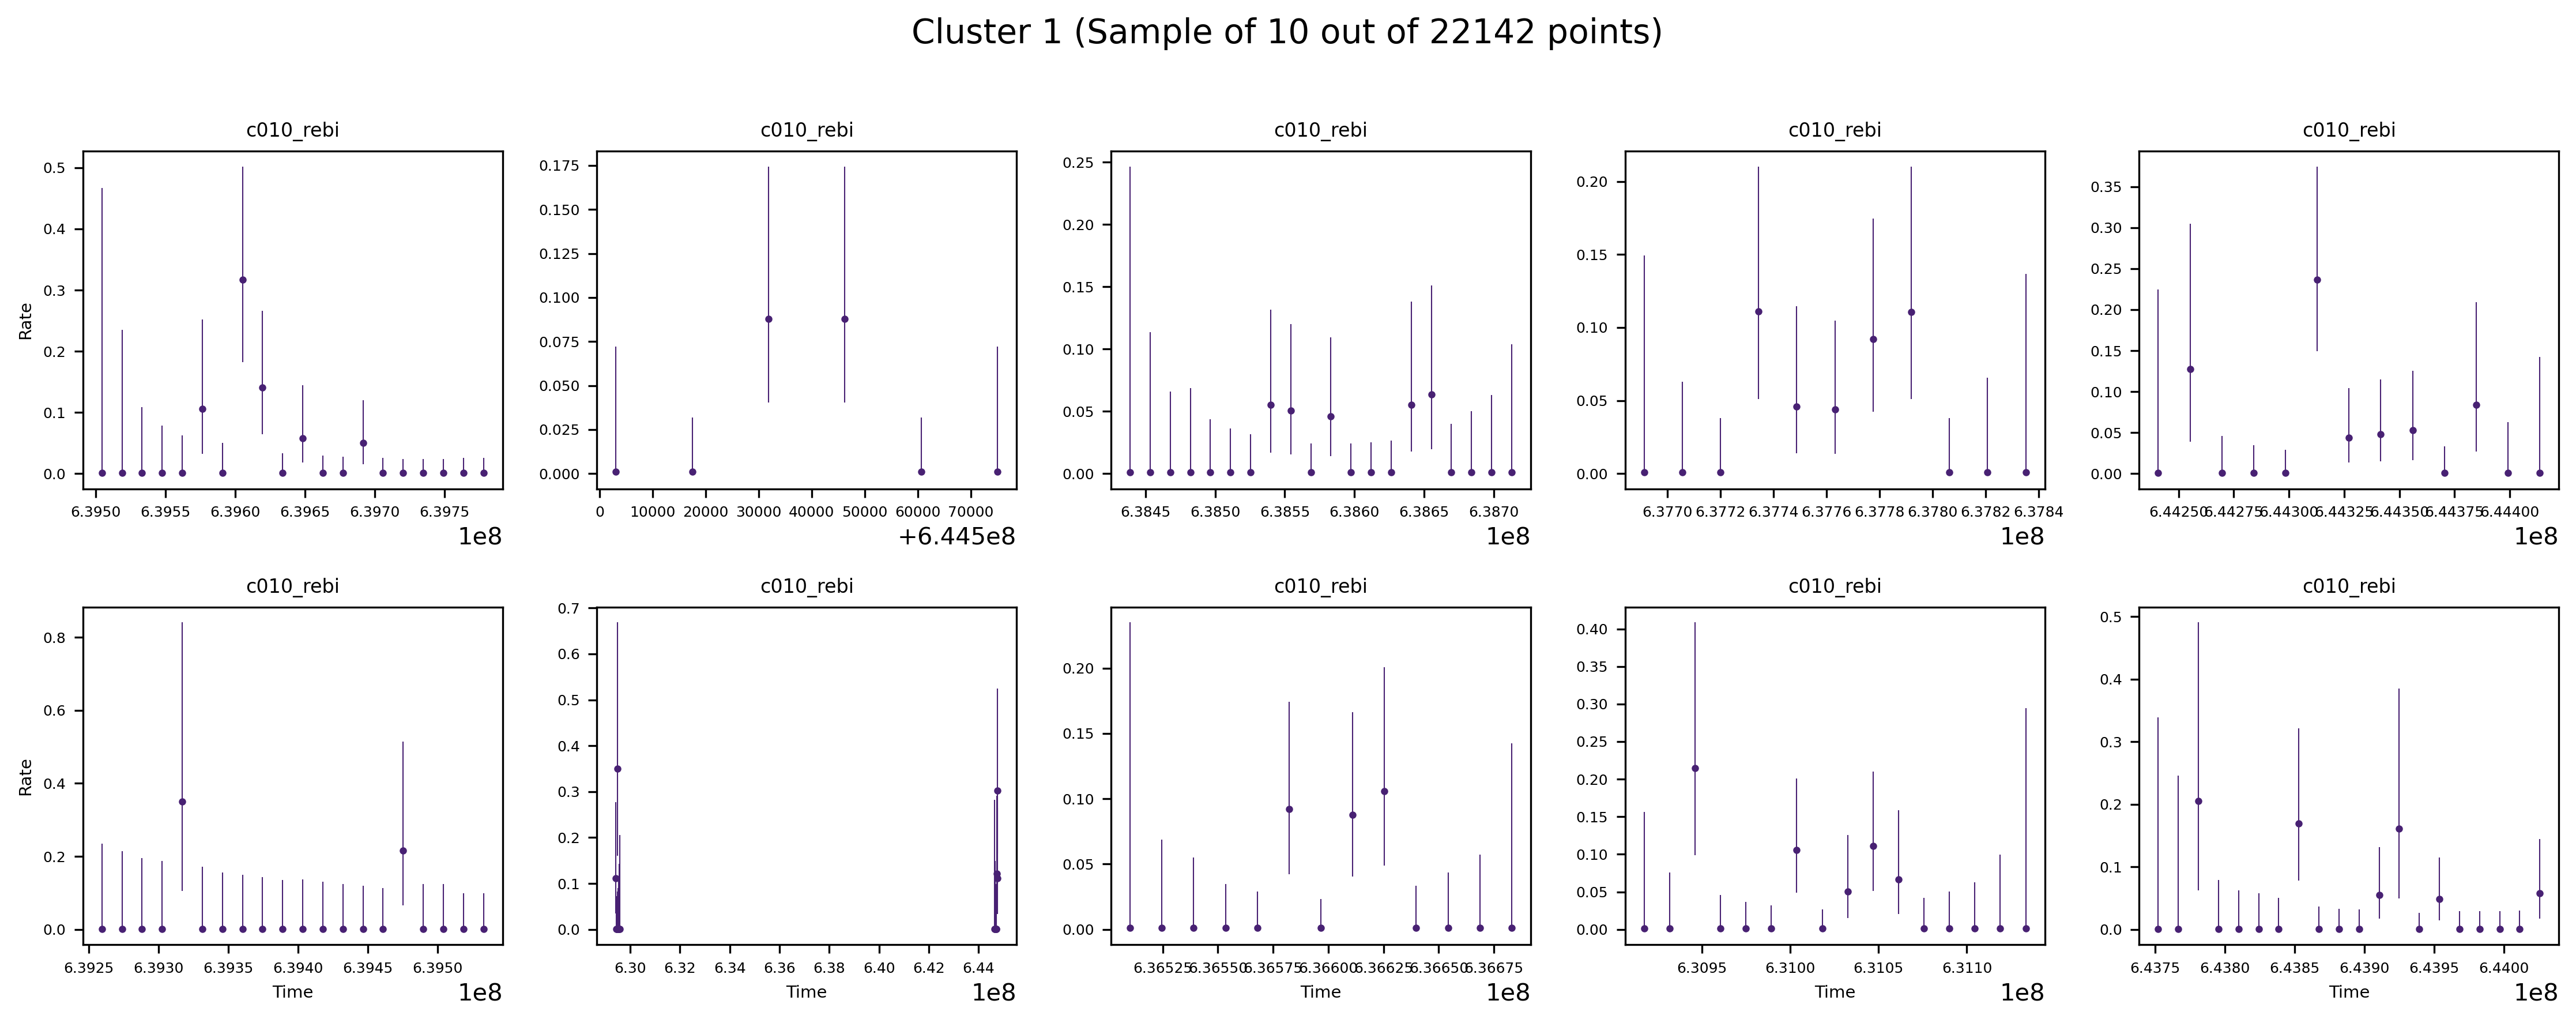 Cluster 1 (Sample of 10 out of 22142 points)
c010_rebi c010_rebi c010_rebi c010_rebi c010_rebi
Rate
0.5
0.4
0.3
0.2
0.1
0.0
6.3950 6.3955 6.3960 6.3965 6.3970 6.3975
1e8
0.175
0.150
0.125
0.100
0.075
0.050
0.025
0.000
0 10000 20000 30000 40000 50000 60000 70000
+6.445e8
0.25
0.20
0.15
0.10
0.05
0.00
6.3845 6.3850 6.3855 6.3860 6.3865 6.3870
1e8
0.20
0.15
0.10
0.05
0.00
6.3770 6.3772 6.3774 6.3776 6.3778 6.3780 6.3782 6.3784
1e8
0.35
0.30
0.25
0.20
0.15
0.10
0.05
0.00
6.44250 6.44275 6.44300 6.44325 6.44350 6.44375 6.44400
1e8
c010_rebi c010_rebi c010_rebi c010_rebi c010_rebi
Rate
0.8
0.6
0.4
0.2
0.0
6.3925 6.3930 6.3935 6.3940 6.3945 6.3950
Time
1e8
0.7
0.6
0.5
0.4
0.3
0.2
0.1
0.0
6.30 6.32 6.34 6.36 6.38 6.40 6.42 6.44
Time
1e8
0.20
0.15
0.10
0.05
0.00
6.36525 6.36550 6.36575 6.36600 6.36625 6.36650 6.36675
Time
1e8
0.40
0.35
0.30
0.25
0.20
0.15
0.10
0.05
0.00
6.3095 6.3100 6.3105 6.3110
Time
1e8
0.5
0.4
0.3
0.2
0.1
0.0
6.4375 6.4380 6.4385 6.4390 6.4395 6.4400
Time
1e8